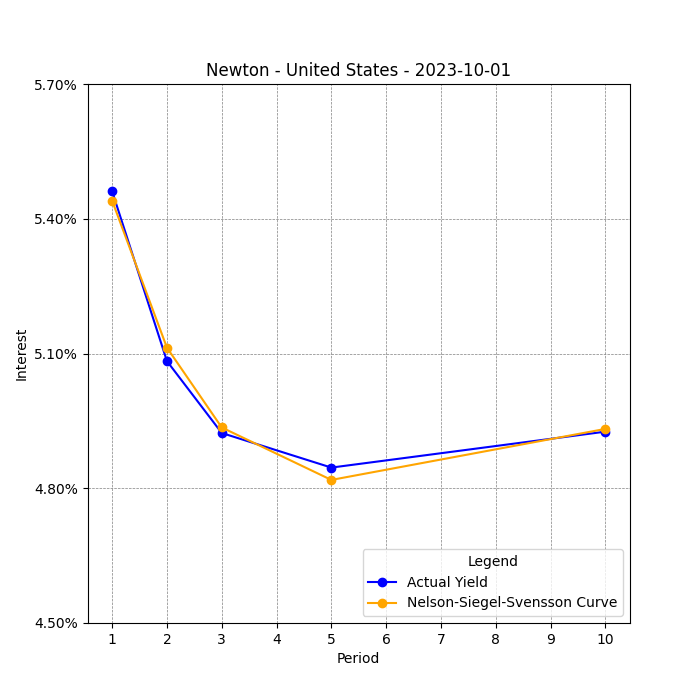 Newton - United States - 2023-10-01
5.70%
5.40%
5.10%
4.80%
4.50%
Interest
1 2 3 4 5 6 7 8 9 10
Period
Legend
Actual Yield
Nelson-Siegel-Svensson Curve